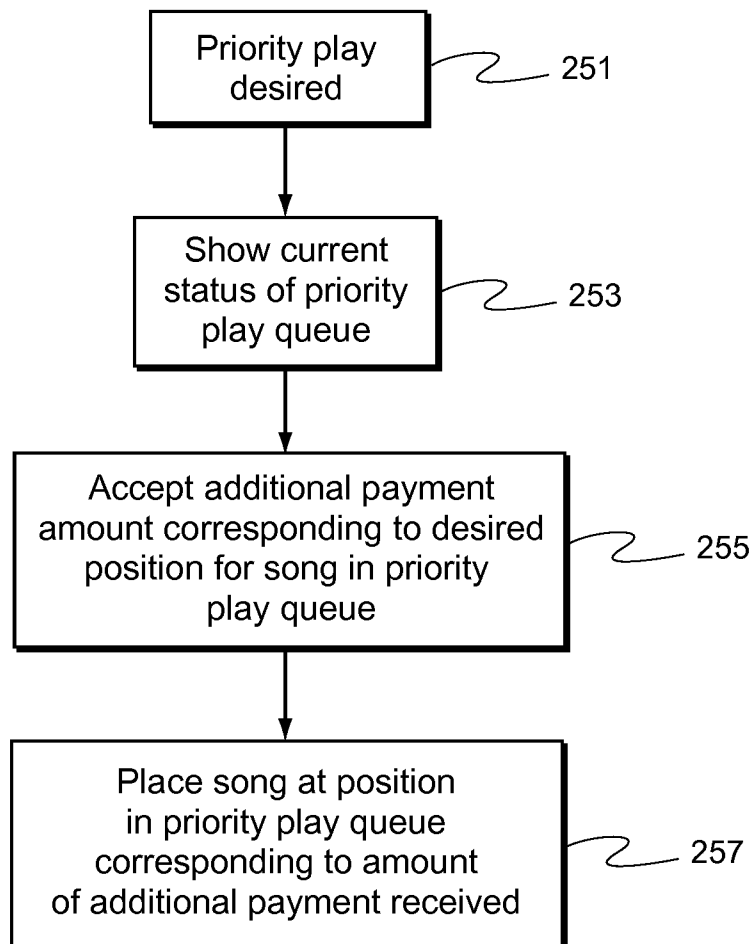 Priority play
desired
251
Show current
status of priority
play queue
253
Accept additional payment
amount corresponding to desired
position for song in priority
play queue
255
Place song at position
in priority play queue
corresponding to amount
of additional payment received
257